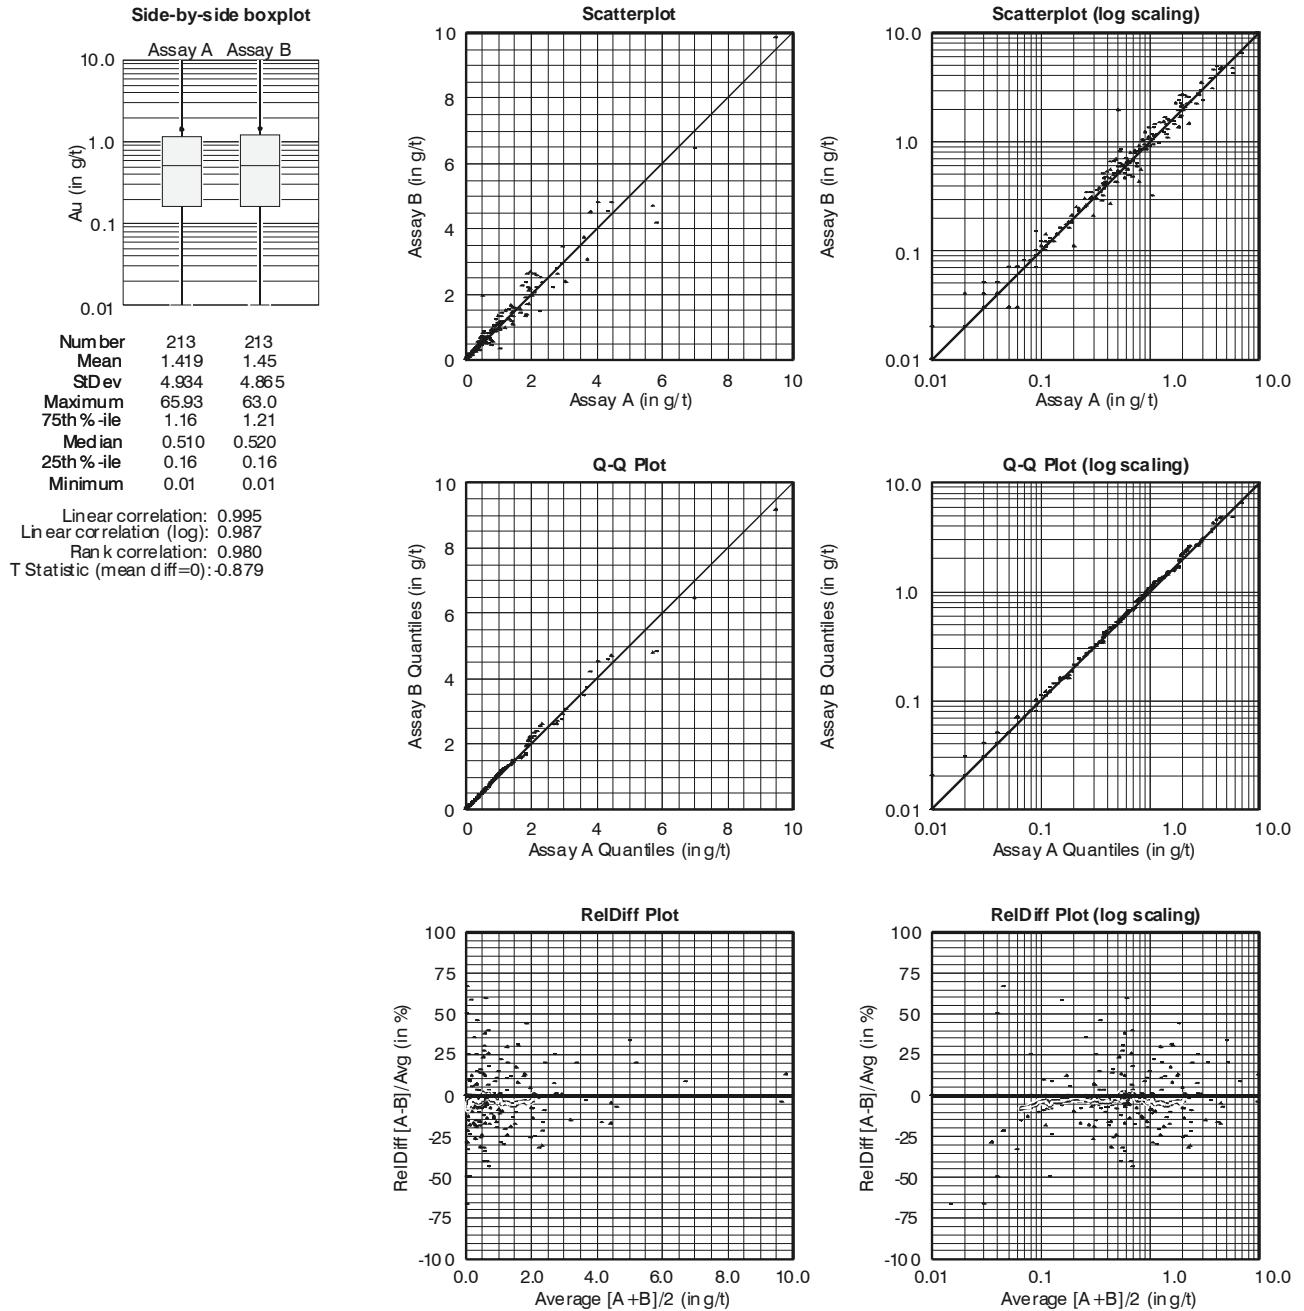 Side-by-side boxplot
Assay A Assay B
10.0
1.0
0.1
0.01
Au (in g/t)
Number 213 213
Mean 1.419 1.45
StDev 4.934 4.865
Maximum 65.93 63.0
75th %-ile 1.16 1.21
Median 0.510 0.520
25th %-ile 0.16 0.16
Minimum 0.01 0.01
Linear correlation: 0.995
Linear correlation (log): 0.987
Rank correlation: 0.980
T Statistic (mean diff=0): -0.879
Scatterplot
10
8
6
4
2
0
Assay B (in g/t)
0 2 4 6 8 10
Assay A (in g/t)
Scatterplot (log scaling)
10.0
1.0
0.1
0.01
Assay B (in g/t)
0.01 0.1 1.0 10.0
Assay A (in g/t)
Q-Q Plot
10
8
6
4
2
0
Assay B Quantiles (in g/t)
0 2 4 6 8 10
Assay A Quantiles (in g/t)
Q-Q Plot (log scaling)
10.0
1.0
0.1
0.01
Assay B Quantiles (in g/t)
0.01 0.1 1.0 10.0
Assay A Quantiles (in g/t)
RelDiff Plot
100
75
50
25
0
-25
-50
-75
-100
RelDiff [A-B]/Avg (in %)
0.0 2.0 4.0 6.0 8.0 10.0
Average [A+B]/2 (in g/t)
RelDiff Plot (log scaling)
100
75
50
25
0
-25
-50
-75
-100
RelDiff [A-B]/Avg (in %)
0.01 0.1 1.0 10.0
Average [A+B]/2 (in g/t)